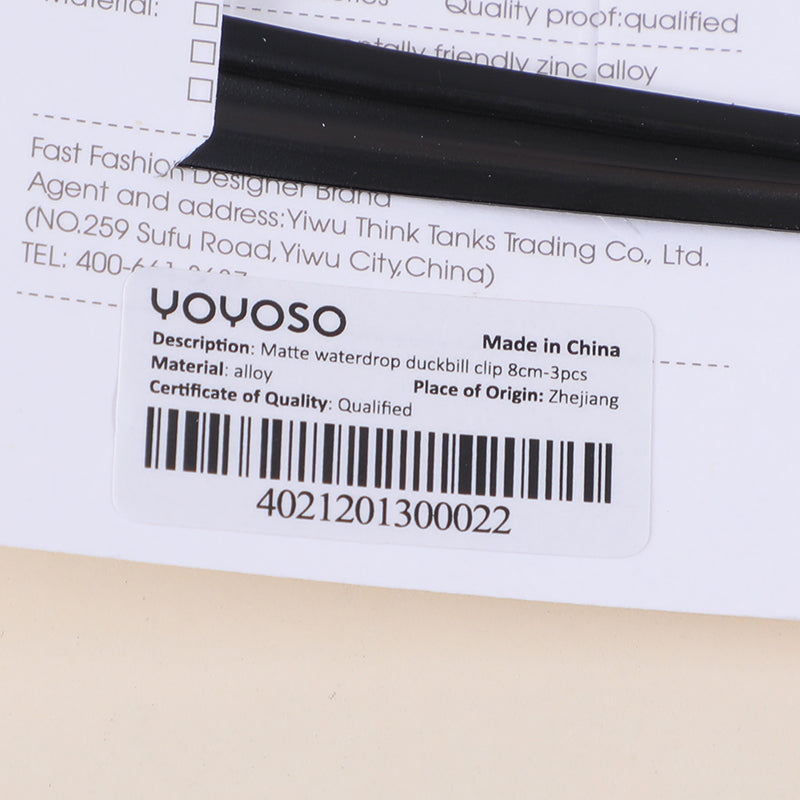 Material:
Quality proof:qualified
friendly zinc alloy
Fast Fashion Designer Brand
Agent and address:Yiwu Think Tanks Trading Co., Ltd.
(NO.259 Sufu Road,Yiwu City,China)
TEL: 400-
YOYOSO
Made in China
Description: Matte waterdrop duckbill clip 8cm-3pcs
Material: alloy
Place of Origin: Zhejiang
Certificate of Quality: Qualified
4021201300022